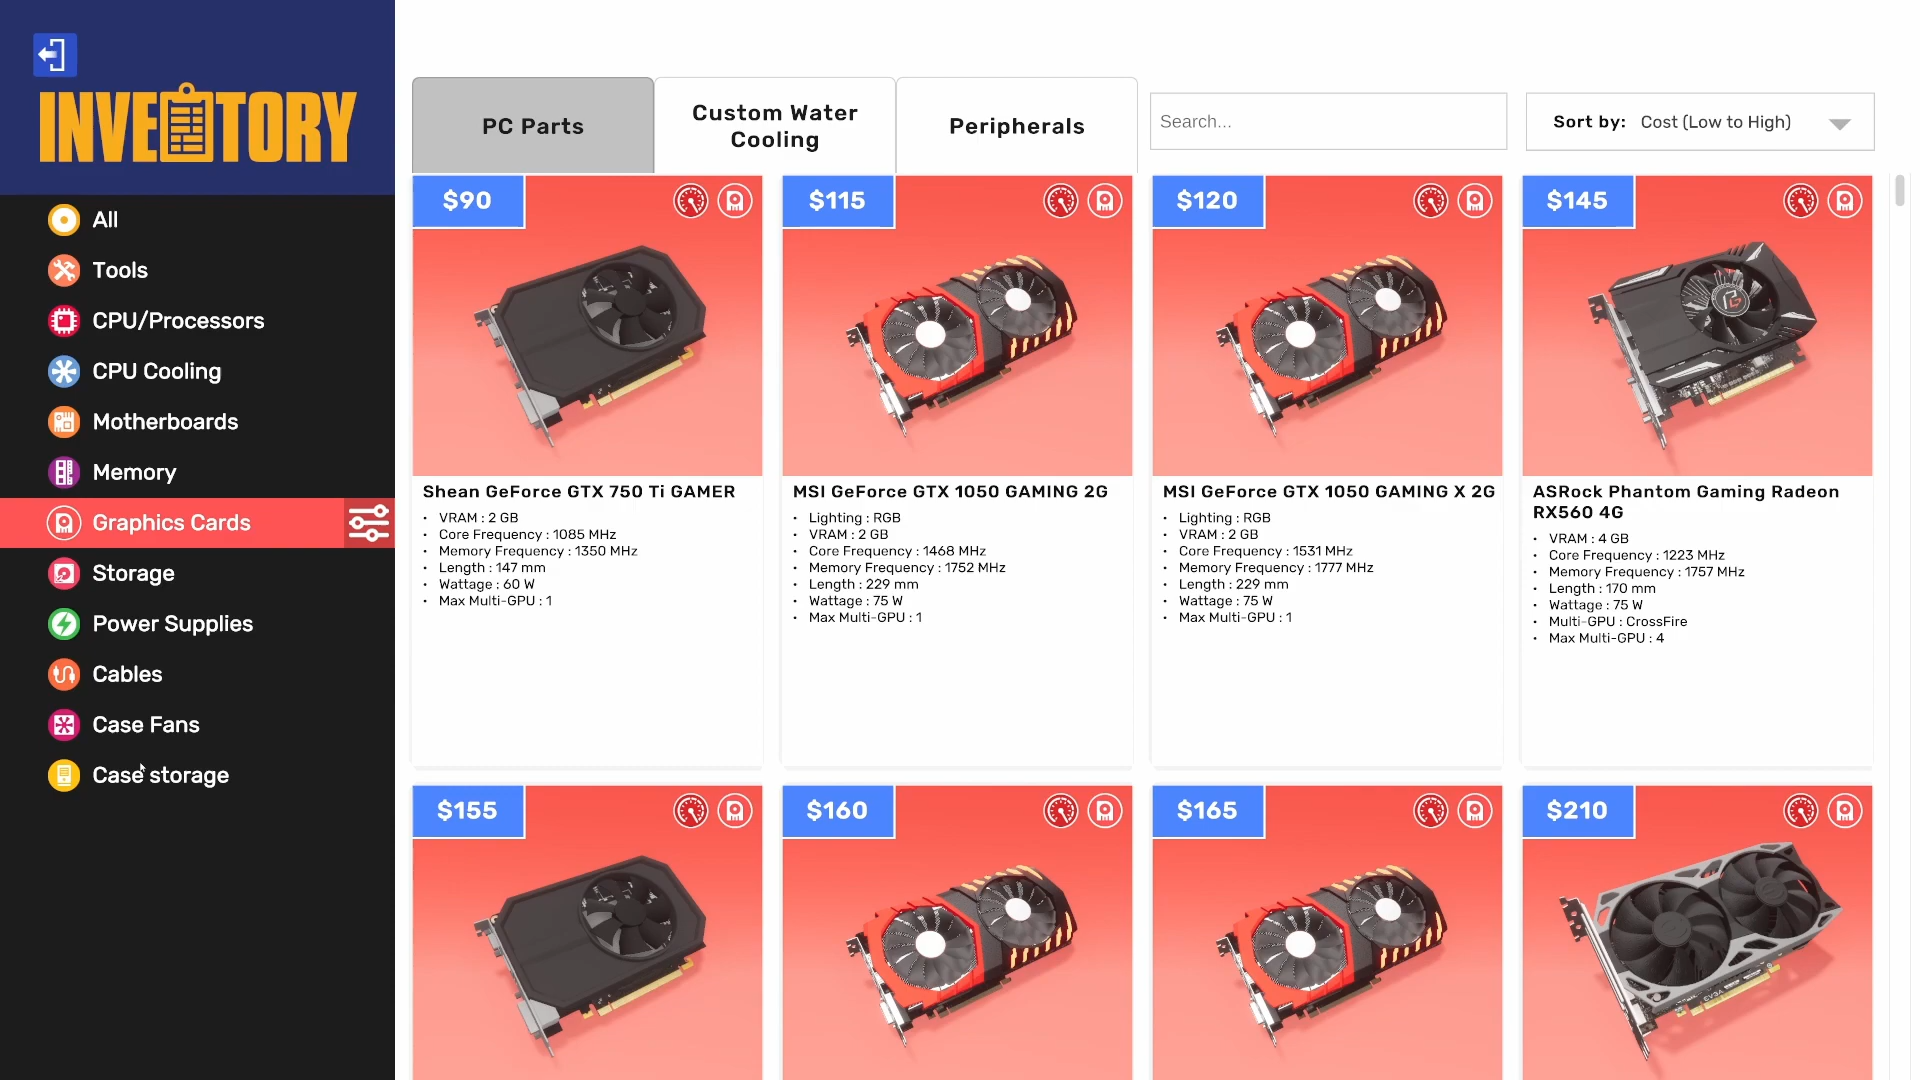 INVENTORY
All
Tools
CPU/Processors
CPU Cooling
Motherboards
Memory
Graphics Cards
Storage
Power Supplies
Cables
Case Fans
Case storage
PC Parts
Custom Water
Cooling
Peripherals
Search...
Sort by: Cost (Low to High)
$90
Shean GeForce GTX 750 Ti GAMER
• VRAM : 2 GB
• Core Frequency : 1085 MHz
• Memory Frequency : 1350 MHz
• Length : 147 mm
• Wattage : 60 W
• Max Multi-GPU : 1
$115
MSI GeForce GTX 1050 GAMING 2G
• Lighting : RGB
• VRAM : 2 GB
• Core Frequency : 1468 MHz
• Memory Frequency : 1752 MHz
• Length : 229 mm
• Wattage : 75 W
• Max Multi-GPU : 1
$120
MSI GeForce GTX 1050 GAMING X 2G
• Lighting : RGB
• VRAM : 2 GB
• Core Frequency : 1531 MHz
• Memory Frequency : 1777 MHz
• Length : 229 mm
• Wattage : 75 W
• Max Multi-GPU : 1
$145
ASRock Phantom Gaming Radeon
RX560 4G
• VRAM : 4 GB
• Core Frequency : 1223 MHz
• Memory Frequency : 1757 MHz
• Length : 170 mm
• Wattage : 75 W
• Multi-GPU : CrossFire
• Max Multi-GPU : 4
$155
$160
$165
$210
EVGA